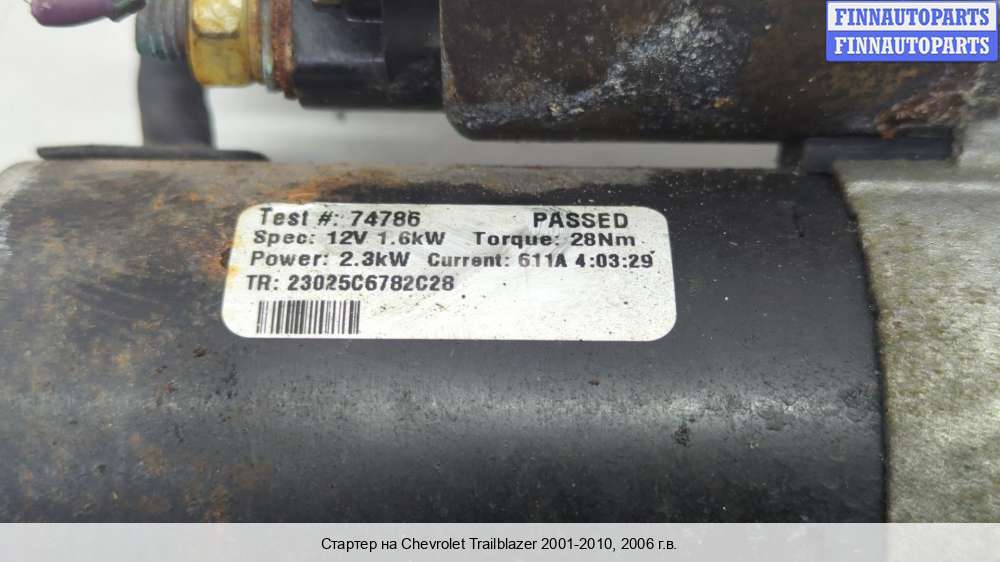 FINNAUTOPARTS
FINNAUTOPARTS
Test #: 74786 PASSED
Spec: 12V 1.6kW Torque: 28Nm
Power: 2.3kW Current: 611A 4:03:29
TR: 23025C6782C28
Стартер на Chevrolet Trailblazer 2001-2010, 2006 г.в.